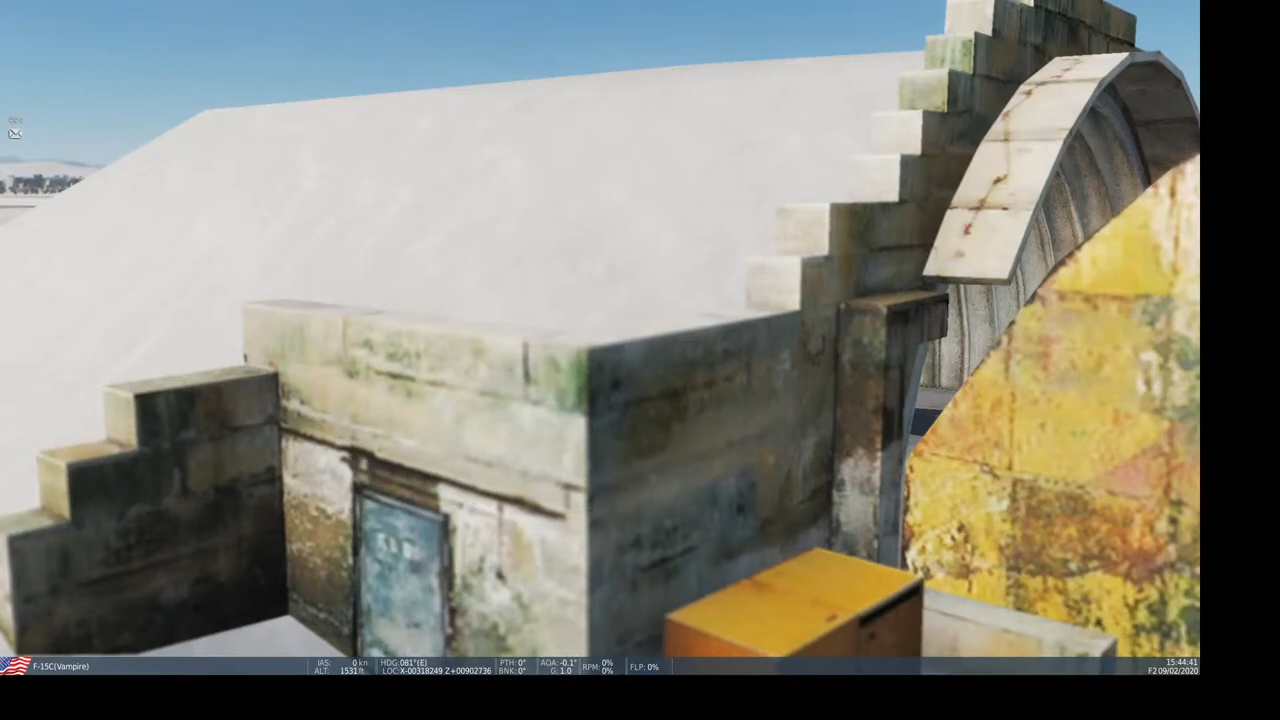 F-15C(Vampire)
IAS: 0 kn
ALT: 1531 ft
HDG: 081°(E)
LOC:X-00318249 Z+00902736
PTH: 0°
BNK: 0°
AOA: -0.1°
G: 1.0
RPM: 0%
0%
FLP: 0%
15:44:41
F2 09/02/2020